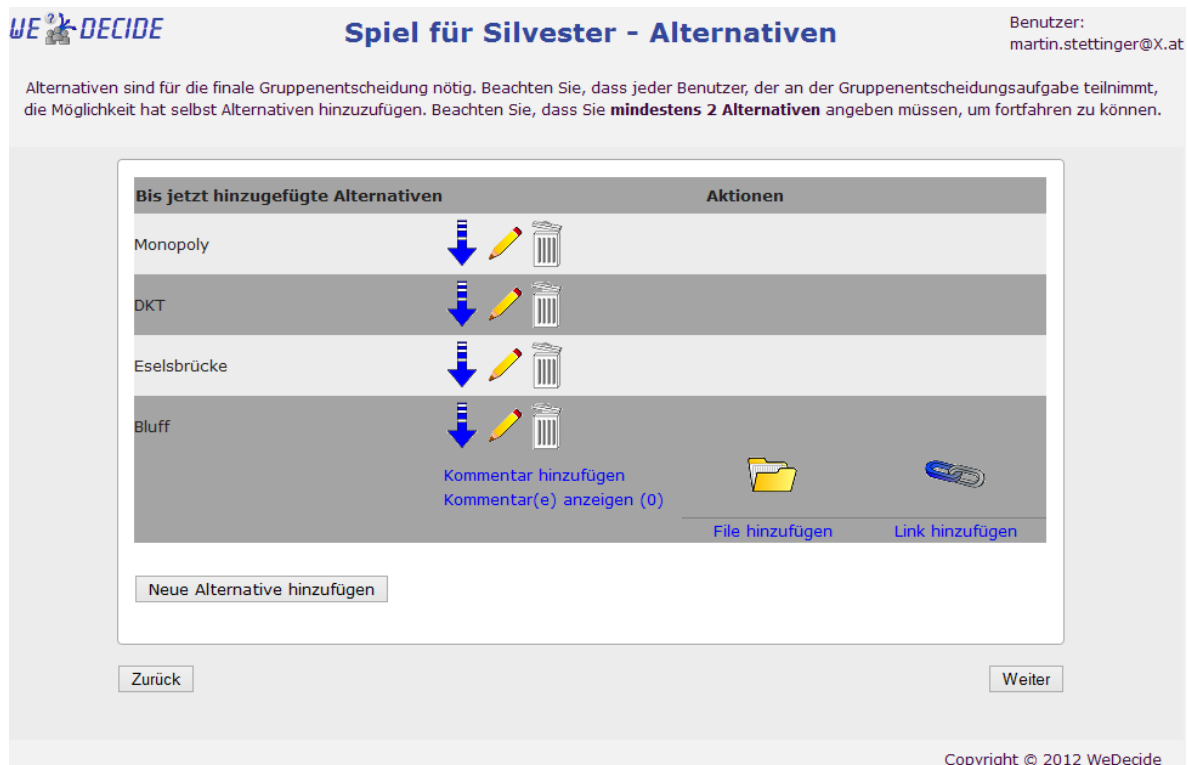 WE DECIDE
Spiel für Silvester - Alternativen
Benutzer:
martin.stettinger@X.at
Alternativen sind für die finale Gruppenentscheidung nötig. Beachten Sie, dass jeder Benutzer, der an der Gruppenentscheidungsaufgabe teilnimmt,
die Möglichkeit hat selbst Alternativen hinzuzufügen. Beachten Sie, dass Sie mindestens 2 Alternativen angeben müssen, um fortfahren zu können.
Bis jetzt hinzugefügte Alternativen Aktionen
Monopoly
DKT
Eselsbrücke
Bluff
Kommentar hinzufügen
Kommentar(e) anzeigen (0)
File hinzufügen Link hinzufügen
Neue Alternative hinzufügen
Zurück Weiter
Copyright © 2012 WeDecide